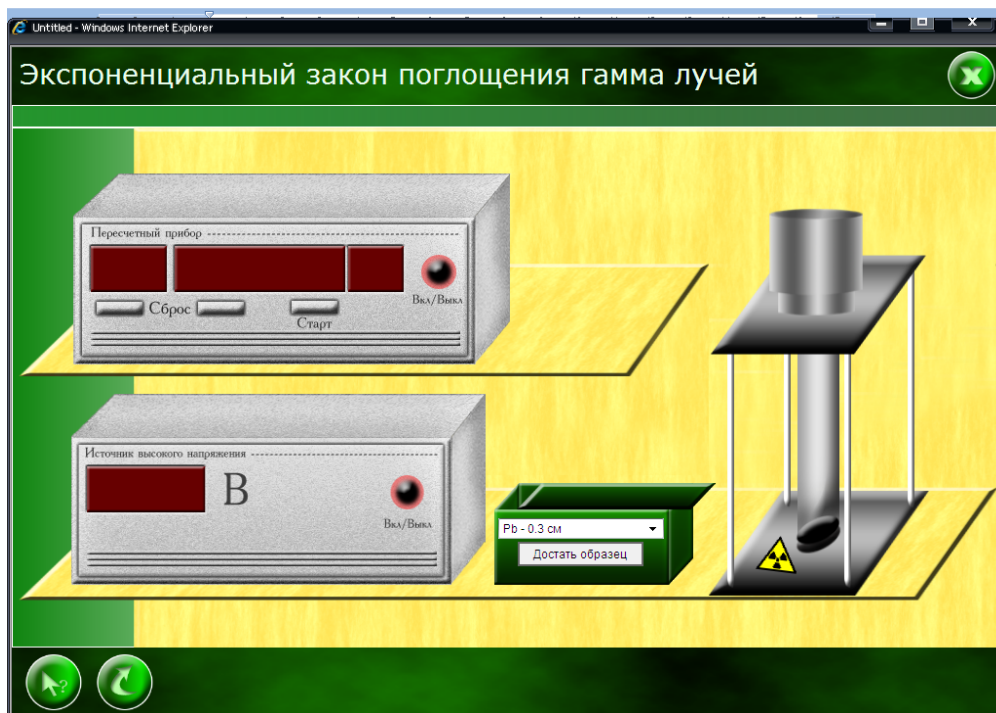 Untitled - Windows Internet Explorer
Экспоненциальный закон поглощения гамма лучей
Пересчетный прибор
Вкл/Выкл
Сброс
Старт
Источник высокого напряжения
В
Вкл/Выкл
Pb - 0.3 см
Достать образец